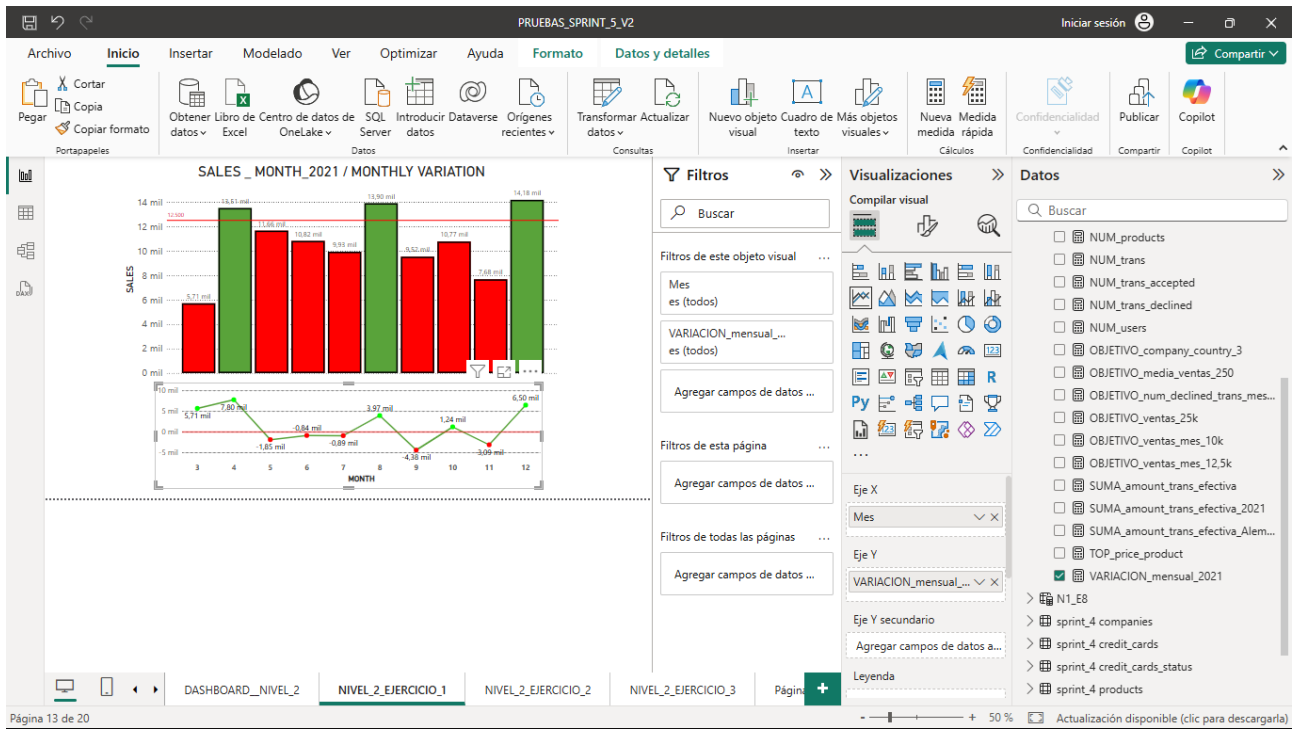 PRUEBAS_SPRINT_5_V2
Iniciar sesión
Archivo Inicio Insertar Modelado Ver Optimizar Ayuda Formato Datos y detalles
Compartir
Pegar
Cortar
Copia
Copiar formato
Portapapeles
Obtener datos
Libro de Excel
Centro de datos de OneLake
SQL Server
Introducir datos
Dataverse
Orígenes recientes
Datos
Transformar datos
Actualizar
Consultas
Nuevo objeto visual
Cuadro de texto
Más objetos visuales
Insertar
Nueva medida
Medida rápida
Cálculos
Confidencialidad
Confidencialidad
Publicar
Compartir
Copilot
Copilot
DAX
SALES _ MONTH_2021 / MONTHLY VARIATION
SALES
14 mil
12 mil
10 mil
8 mil
6 mil
4 mil
2 mil
0 mil
12.500
5,71 mil
13,51 mil
11,66 mil
10,82 mil
9,93 mil
13,90 mil
9,52 mil
10,77 mil
7,68 mil
14,18 mil
10 mil
5 mil
0 mil
-5 mil
5,71 mil
7,80 mil
-1,85 mil
-0,84 mil
-0,89 mil
3,97 mil
-4,38 mil
1,24 mil
-3,09 mil
6,50 mil
3 4 5 6 7 8 9 10 11 12
MONTH
Filtros
Buscar
Filtros de este objeto visual ...
Mes
es (todos)
VARIACION_mensual_...
es (todos)
Agregar campos de datos ...
Filtros de esta página ...
Agregar campos de datos ...
Filtros de todas las páginas ...
Agregar campos de datos ...
Visualizaciones
Compilar visual
123
R
Py
123
...
Eje X
Mes
Eje Y
VARIACION_mensual_...
Eje Y secundario
Agregar campos de datos a...
Leyenda
Datos
Buscar
NUM_products
NUM_trans
NUM_trans_accepted
NUM_trans_declined
NUM_users
OBJETIVO_company_country_3
OBJETIVO_media_ventas_250
OBJETIVO_num_declined_trans_mes...
OBJETIVO_ventas_25k
OBJETIVO_ventas_mes_10k
OBJETIVO_ventas_mes_12,5k
SUMA_amount_trans_efectiva
SUMA_amount_trans_efectiva_2021
SUMA_amount_trans_efectiva_Alem...
TOP_price_product
VARIACION_mensual_2021
N1_E8
sprint_4 companies
sprint_4 credit_cards
sprint_4 credit_cards_status
sprint_4 products
DASHBOARD__NIVEL_2 NIVEL_2_EJERCICIO_1 NIVEL_2_EJERCICIO_2 NIVEL_2_EJERCICIO_3 Págin
Página 13 de 20
50 %
Actualización disponible (clic para descargarla)